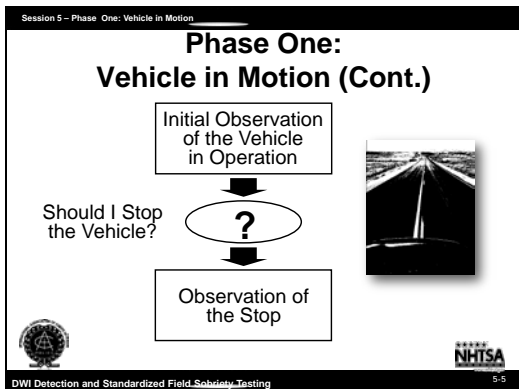 Session 5 – Phase One: Vehicle in Motion
Phase One:
Vehicle in Motion (Cont.)
Initial Observation
of the Vehicle
in Operation
Should I Stop
the Vehicle?
?
Observation of
the Stop
NHTSA
DWI Detection and Standardized Field Sobriety Testing
5-5